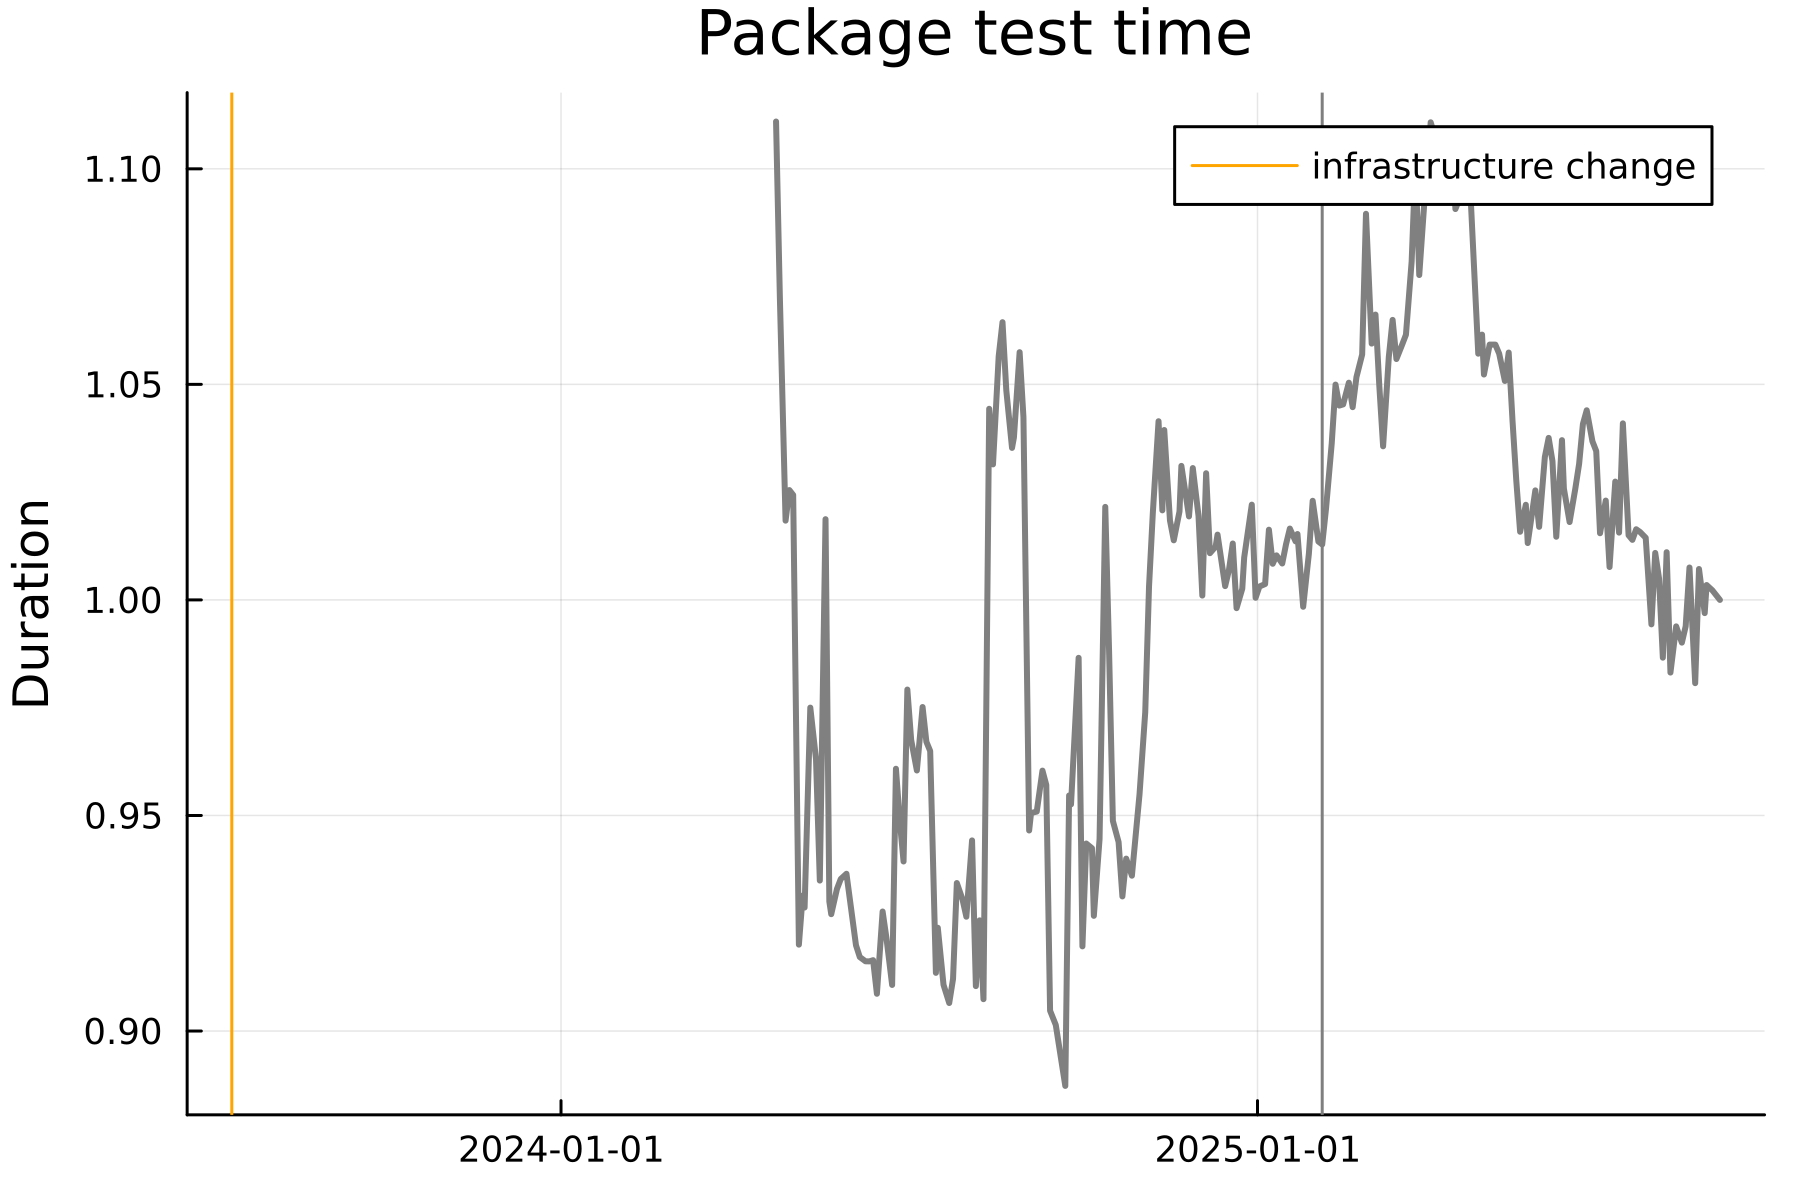 Package test time
infrastructure change
1.10
1.05
1.00
0.95
0.90
Duration
2024-01-01
2025-01-01